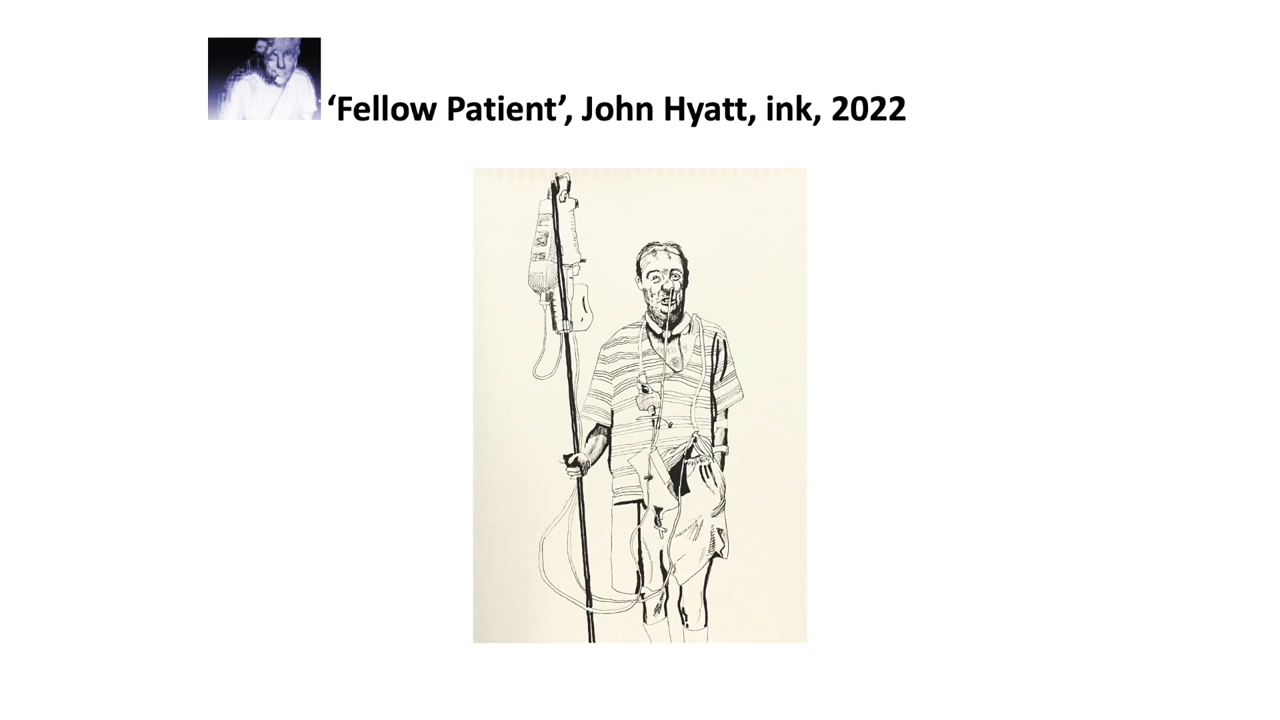 ‘Fellow Patient’, John Hyatt, ink, 2022